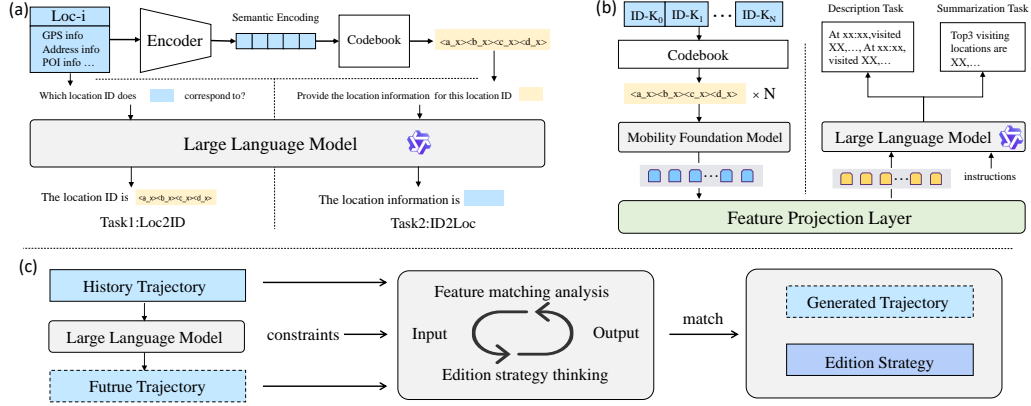 (a)
Loc-i
GPS info
Address info
POI info …
Encoder
Semantic Encoding
Codebook
<a_x><b_x><c_x><d_x>
Which location ID does correspond to?
Provide the location information for this location ID
Large Language Model
The location ID is <a_x><b_x><c_x><d_x>
The location information is
Task1:Loc2ID
Task2:ID2Loc
(b)
ID-K0 ID-K1 ··· ID-KN
Codebook
<a_x><b_x><c_x><d_x> × N
Mobility Foundation Model
Description Task
At xx:xx,visited
XX,…, At xx:xx,
visited XX,…
Summarization Task
Top3 visiting
locations are
XX,…
Large Language Model
instructions
Feature Projection Layer
(c)
History Trajectory
Large Language Model
Futrue Trajectory
constraints
Feature matching analysis
Input
Output
Edition strategy thinking
match
Generated Trajectory
Edition Strategy